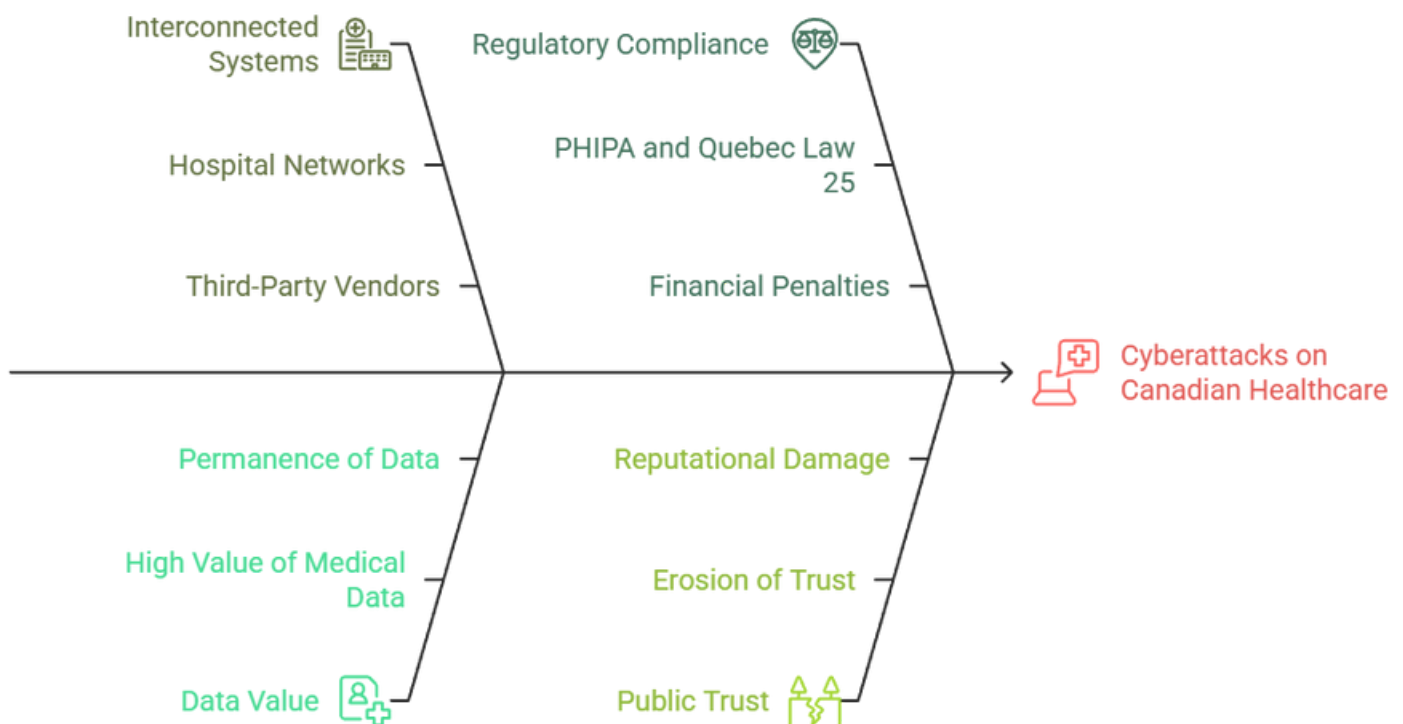 Interconnected
Systems
Regulatory Compliance
Hospital Networks
PHIPA and Quebec Law
25
Third-Party Vendors
Financial Penalties
Cyberattacks on
Canadian Healthcare
Permanence of Data
Reputational Damage
High Value of Medical
Data
Erosion of Trust
Data Value
Public Trust